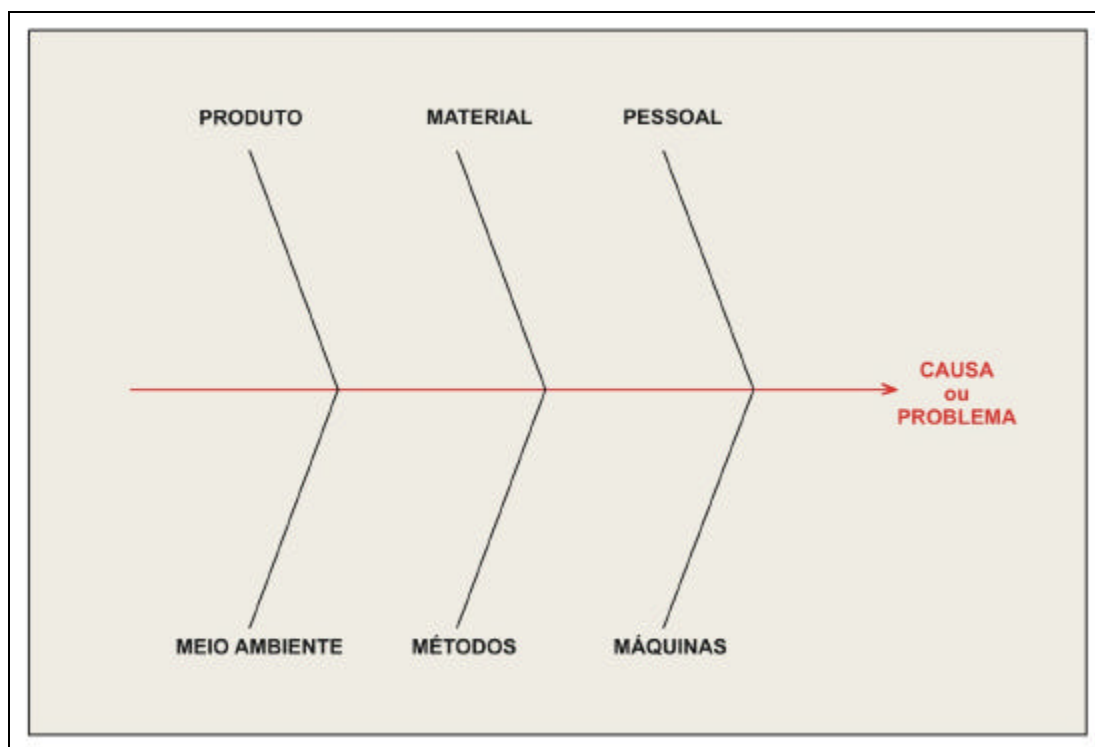 PRODUTO
MATERIAL
PESSOAL
CAUSA
ou
PROBLEMA
MEIO AMBIENTE
MÉTODOS
MÁQUINAS